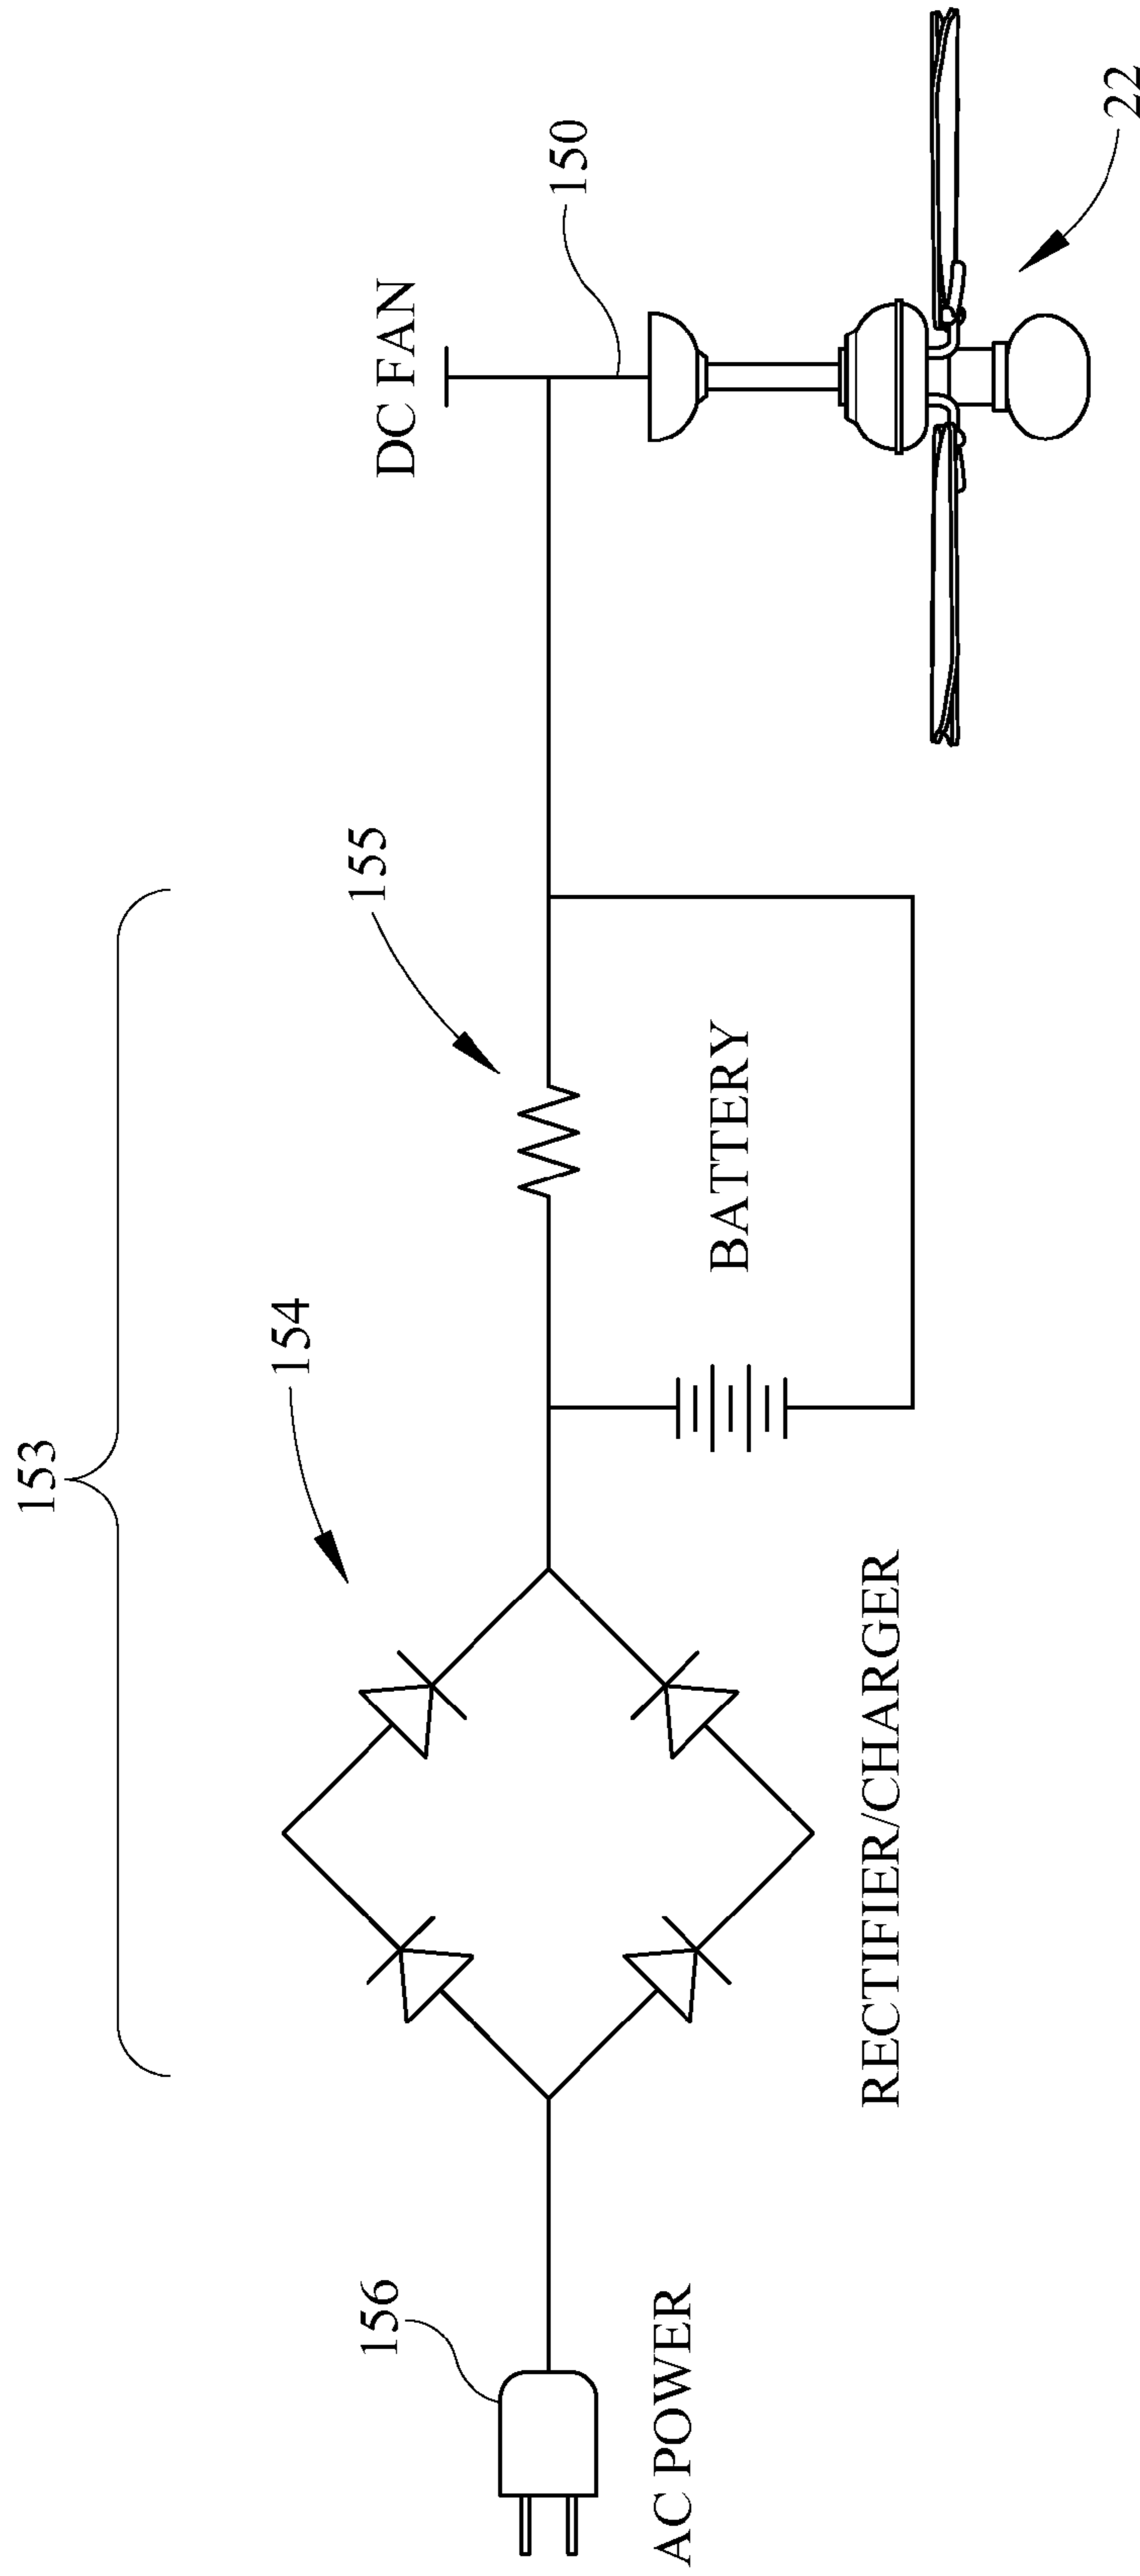 153
154
155
DC FAN
150
156
BATTERY
AC POWER
RECTIFIER/CHARGER
22